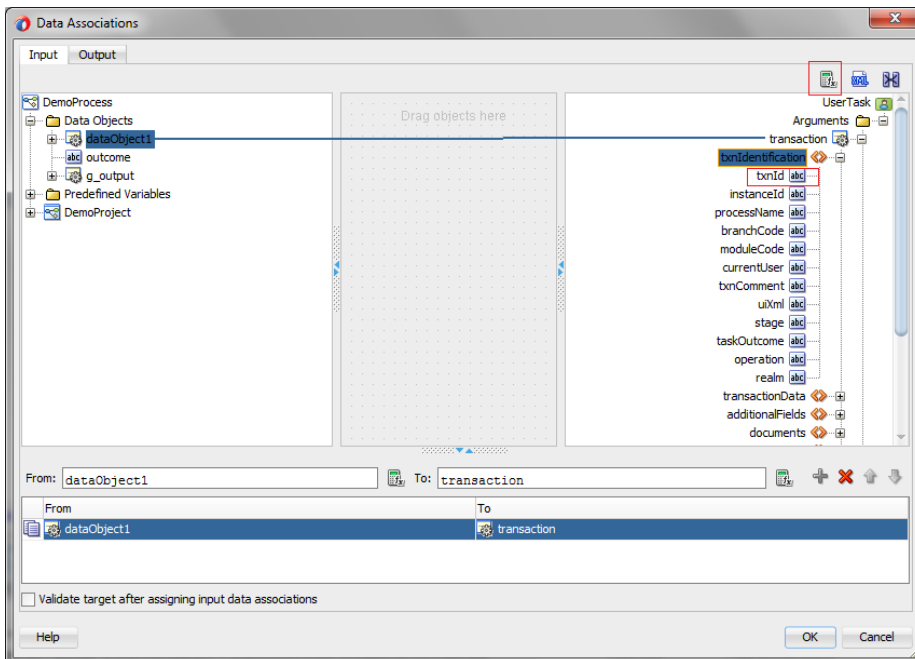 Data Associations
Input Output
DemoProcess
Data Objects
dataObject1
outcome
g_output
Predefined Variables
DemoProject
Drag objects here
UserTask
Arguments
transaction
txnIdentification
txnId
instanceId
processName
branchCode
moduleCode
currentUser
txnComment
uiXml
stage
taskOutcome
operation
realm
transactionData
additionalFields
documents
From: dataObject1 To: transaction
From To
dataObject1 transaction
Validate target after assigning input data associations
Help OK Cancel